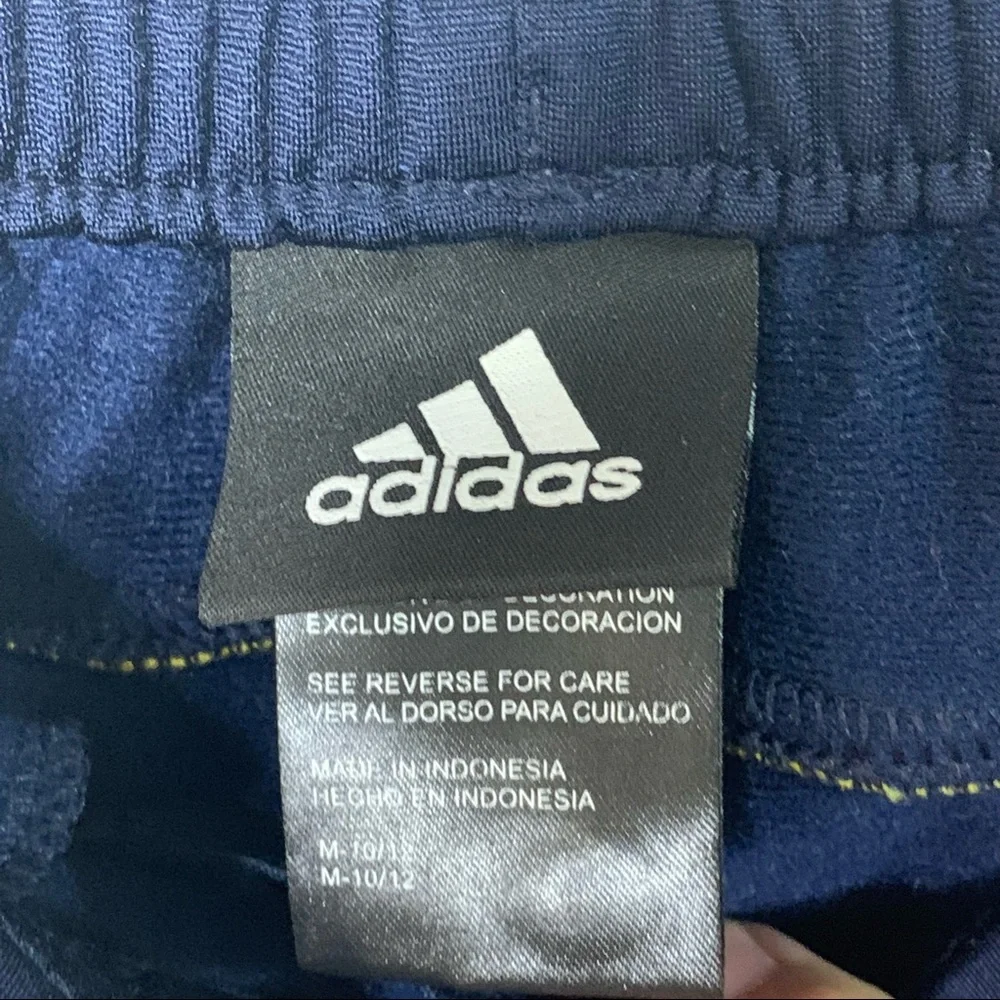 adidas
DECORATION
EXCLUSIVO DE DECORACION
SEE REVERSE FOR CARE
VER AL DORSO PARA CUIDADO
MADE IN INDONESIA
HECHO EN INDONESIA
M-10/12
M-10/12